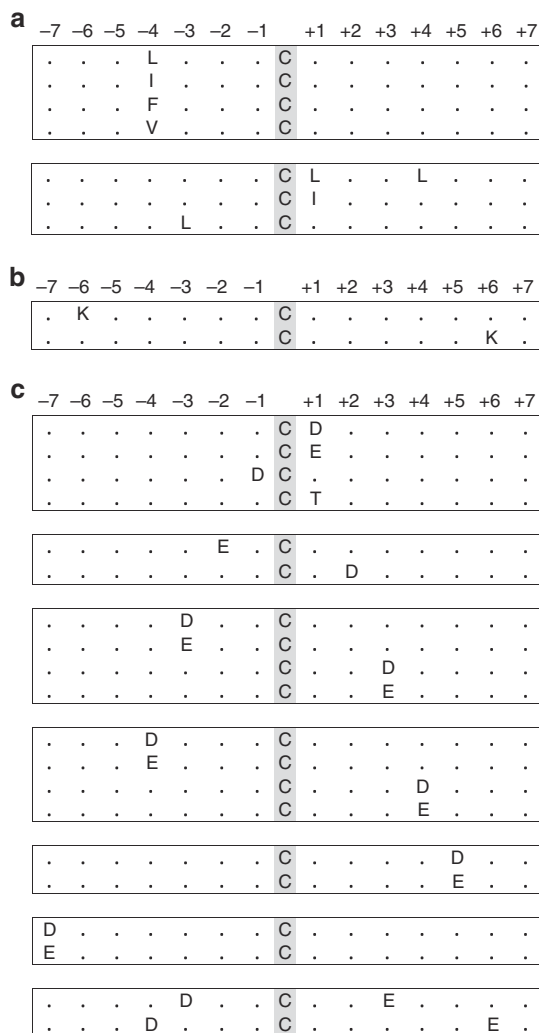 a
–7 –6 –5 –4 –3 –2 –1 +1 +2 +3 +4 +5 +6 +7
. . . L . . . C . . . . . . .
. . . I . . . C . . . . . . .
. . . F . . . C . . . . . . .
. . . V . . . C . . . . . . .
. . . . . . . C L . . L . . .
. . . . . . . C I . . . . . .
. . . . L . . C . . . . . . .
b
–7 –6 –5 –4 –3 –2 –1 +1 +2 +3 +4 +5 +6 +7
. K . . . . . C . . . . . . .
. . . . . . . C . . . . . K .
c
–7 –6 –5 –4 –3 –2 –1 +1 +2 +3 +4 +5 +6 +7
. . . . . . . C D . . . . . .
. . . . . . . C E . . . . . .
. . . . . . D C . . . . . . .
. . . . . . . C T . . . . . .
. . . . . E . C . . . . . . .
. . . . . . . C . D . . . . .
. . . . D . . C . . . . . . .
. . . . E . . C . . . . . . .
. . . . . . . C . . D . . . .
. . . . . . . C . . E . . . .
. . . D . . . C . . . . . . .
. . . E . . . C . . . . . . .
. . . . . . . C . . . D . . .
. . . . . . . C . . . E . . .
. . . . . . . C . . . . D . .
. . . . . . . C . . . . E . .
D . . . . . . C . . . . . . .
E . . . . . . C . . . . . . .
. . . . D . . C . . E . . . .
. . . D . . . C . . . . . E .